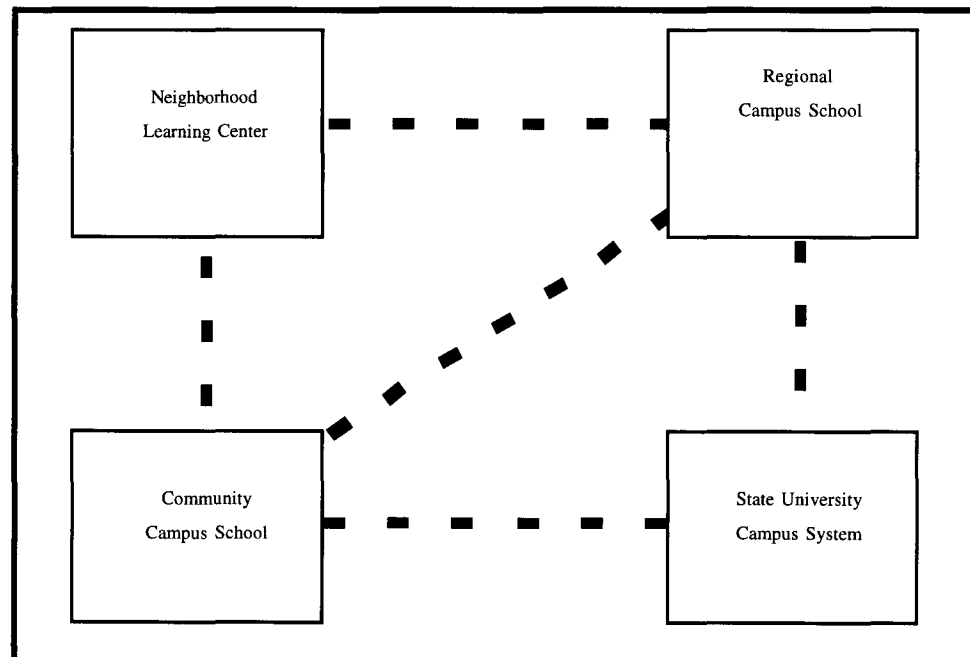 Neighborhood
Learning Center
Regional
Campus School
Community
Campus School
State University
Campus System